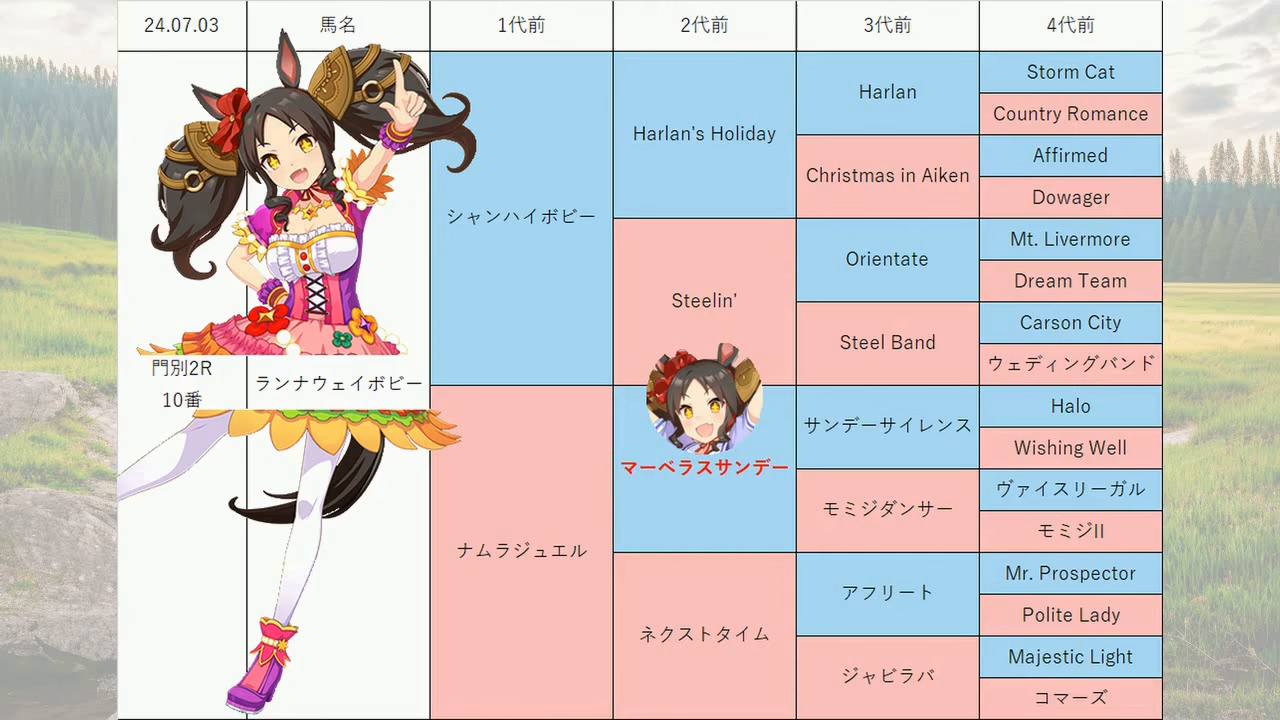 24.07.03
馬名
1代前
2代前
3代前
4代前
門別2R
10番
ランナウェイボビー
シャンハイボビー
Harlan's Holiday
Harlan
Storm Cat
Country Romance
Christmas in Aiken
Affirmed
Dowager
Steelin'
Orientate
Mt. Livermore
Dream Team
Steel Band
Carson City
ウェディングバンド
ナムラジュエル
マーベラスサンデー
サンデーサイレンス
Halo
Wishing Well
モミジダンサー
ヴァイスリーガル
モミジII
ネクストタイム
アフリート
Mr. Prospector
Polite Lady
ジャビラバ
Majestic Light
コマーズ